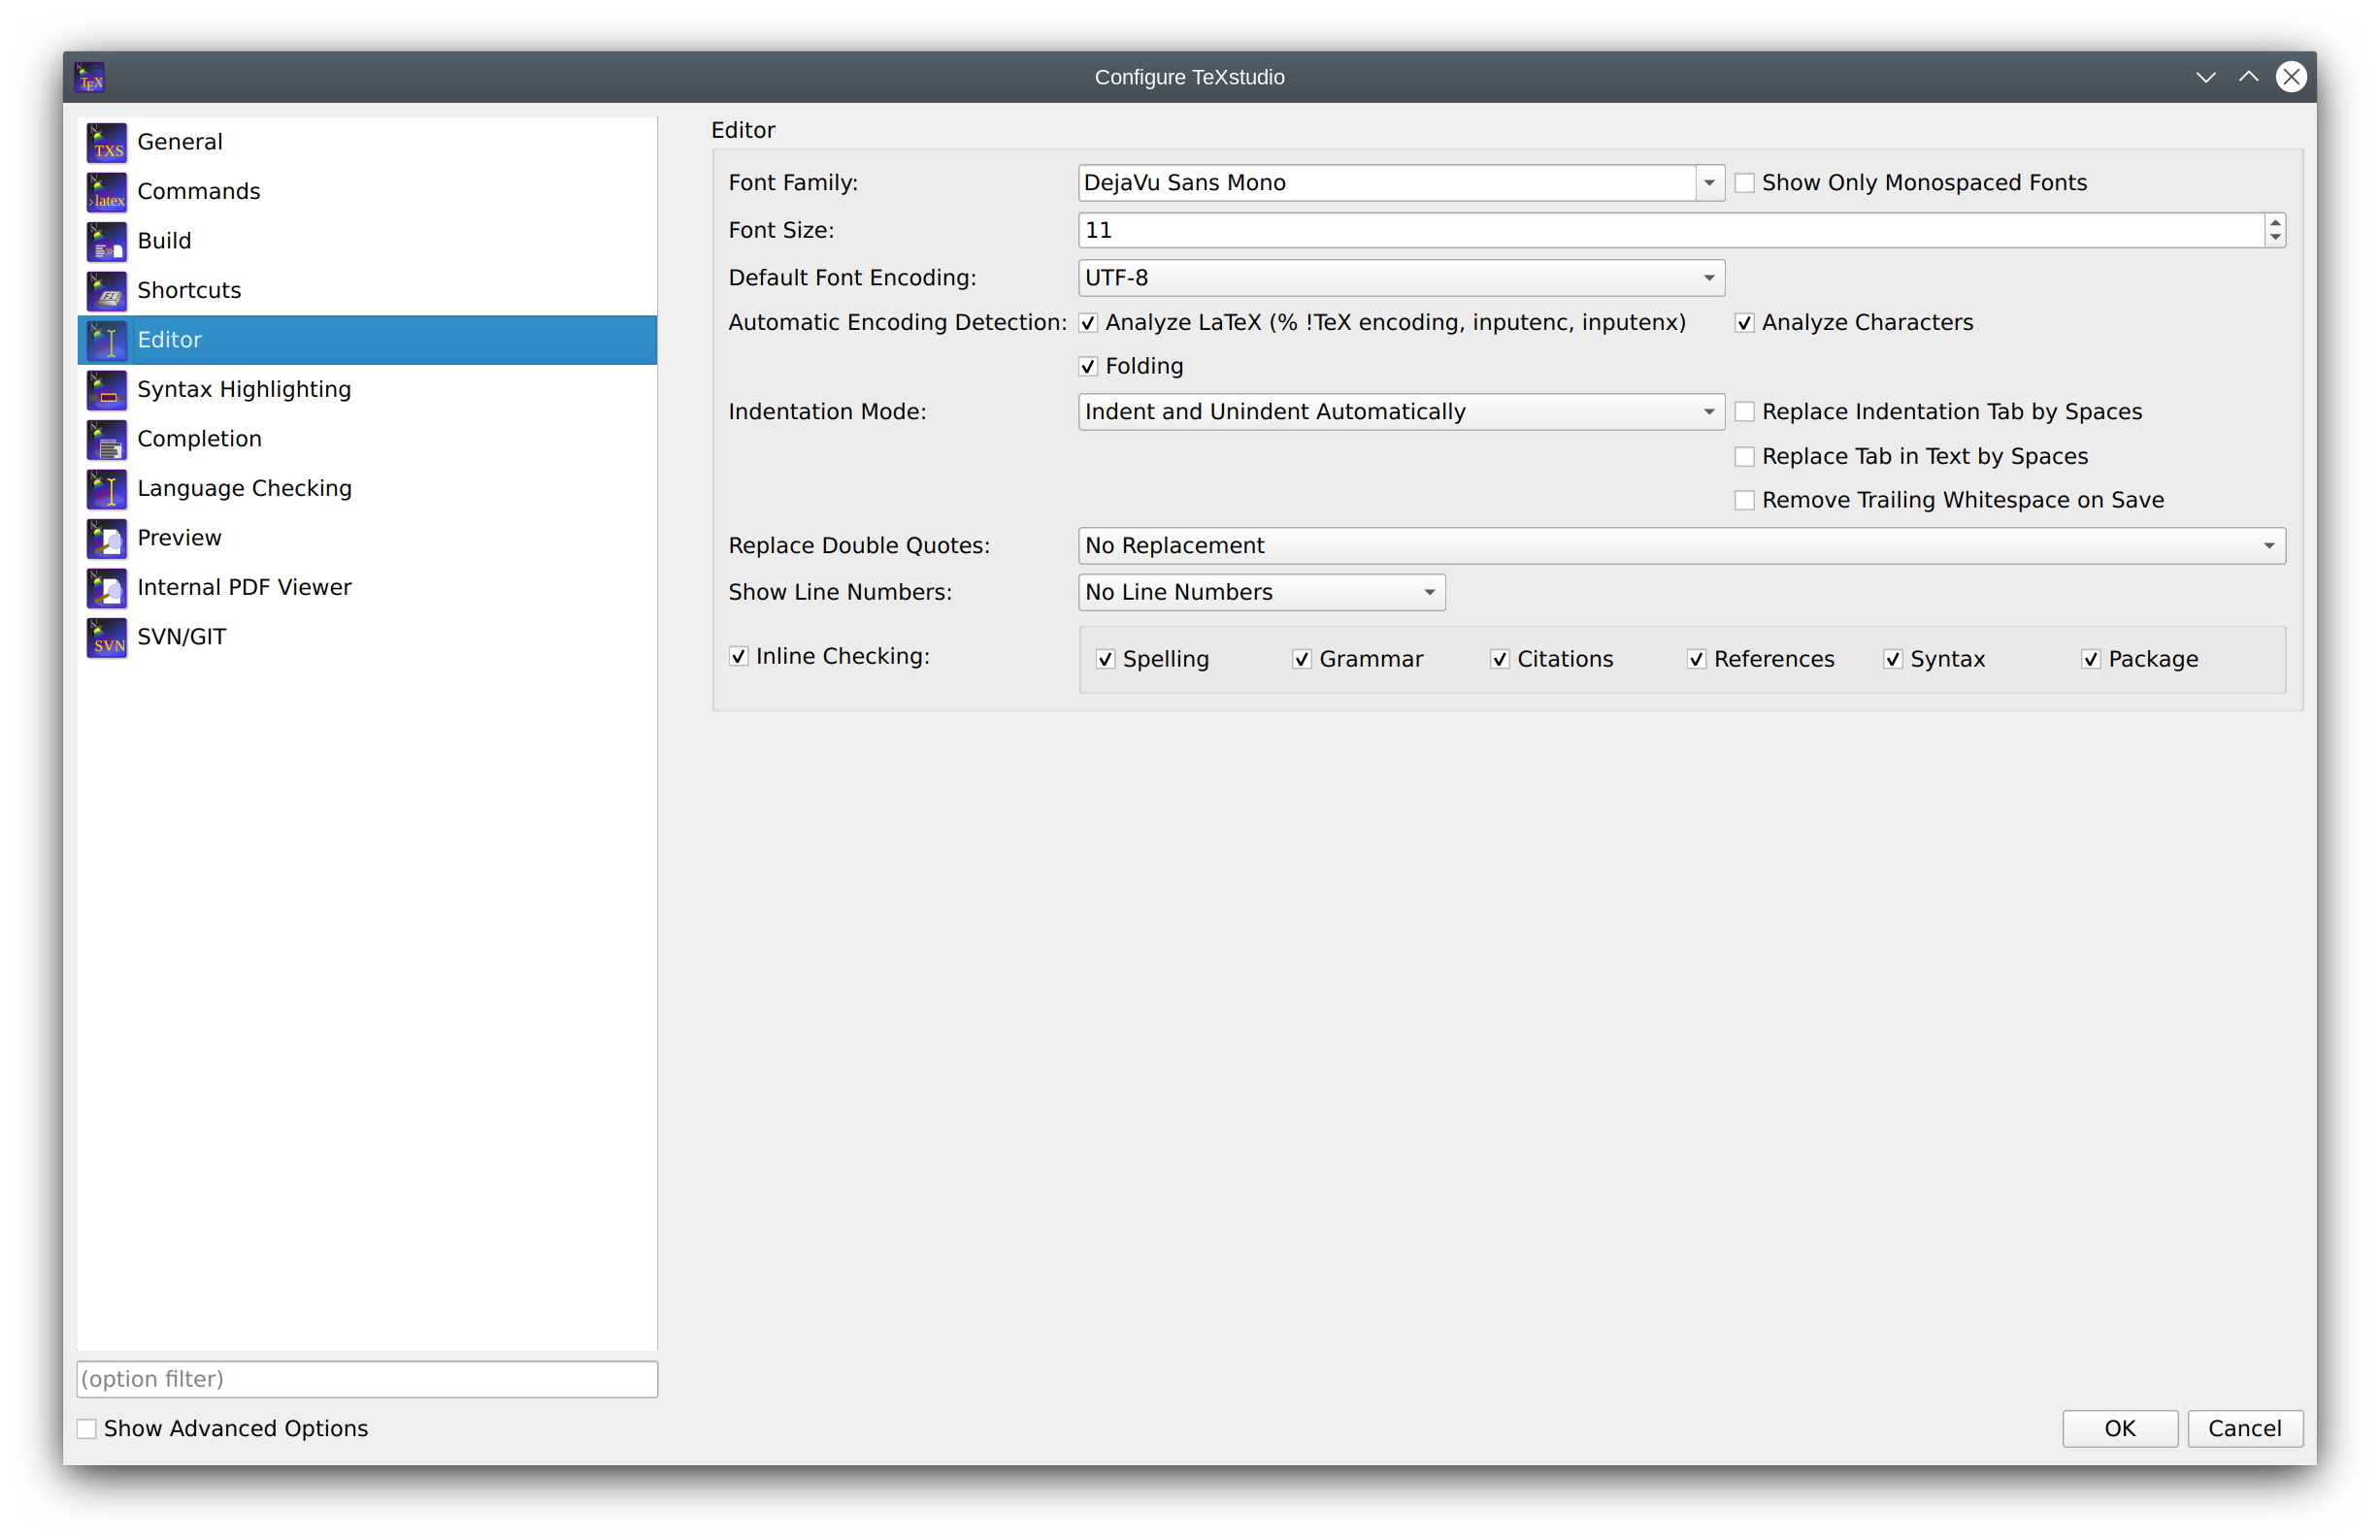 Configure TeXstudio
General
Commands
Build
Shortcuts
Editor
Syntax Highlighting
Completion
Language Checking
Preview
Internal PDF Viewer
SVN/GIT
(option filter)
Show Advanced Options
Editor
Font Family: DejaVu Sans Mono Show Only Monospaced Fonts
Font Size: 11
Default Font Encoding: UTF-8
Automatic Encoding Detection: Analyze LaTeX (% !TeX encoding, inputenc, inputenx) Analyze Characters
Folding
Indentation Mode: Indent and Unindent Automatically Replace Indentation Tab by Spaces
Replace Tab in Text by Spaces
Remove Trailing Whitespace on Save
Replace Double Quotes: No Replacement
Show Line Numbers: No Line Numbers
Inline Checking: Spelling Grammar Citations References Syntax Package
OK Cancel